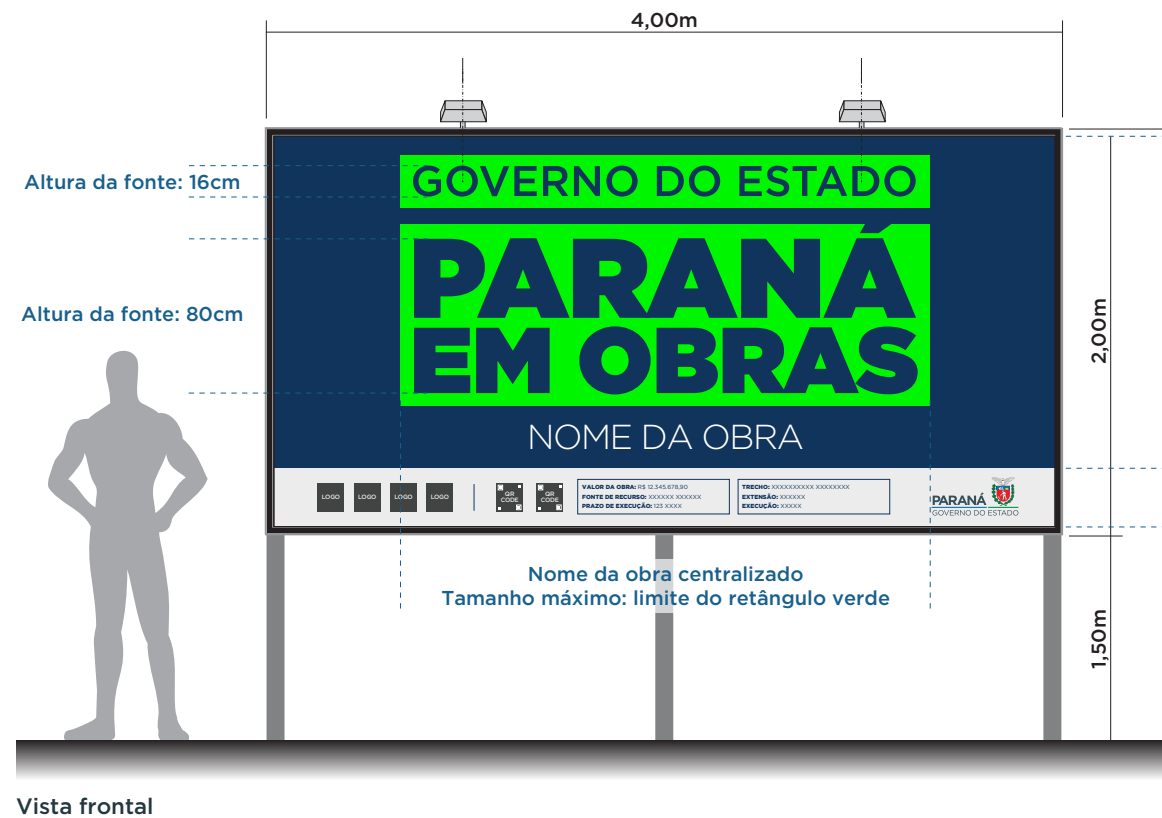 4,00m
Altura da fonte: 16cm
GOVERNO DO ESTADO
Altura da fonte: 80cm
PARANÁ
EM OBRAS
2,00m
NOME DA OBRA
LOGO LOGO LOGO LOGO
QR CODE
QR CODE
VALOR DA OBRA: R$ 12.345.678,90
FONTE DE RECURSO: XXXXXX XXXXXX
PRAZO DE EXECUÇÃO: 123 XXXX
TRECHO: XXXXXXXXXX XXXXXXXX
EXTENSÃO: XXXXXX
EXECUÇÃO: XXXXX
PARANÁ
GOVERNO DO ESTADO
Nome da obra centralizado
Tamanho máximo: limite do retângulo verde
1,50m
Vista frontal